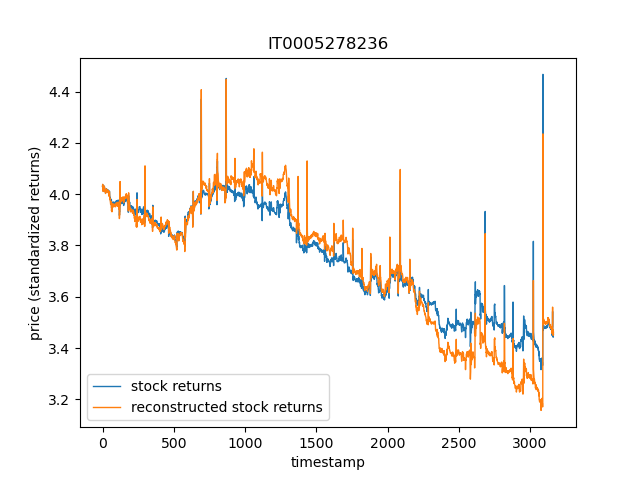 IT0005278236
price (standardized returns)
4.4
4.2
4.0
3.8
3.6
3.4
3.2
stock returns
reconstructed stock returns
0
500
1000
1500
2000
2500
3000
timestamp